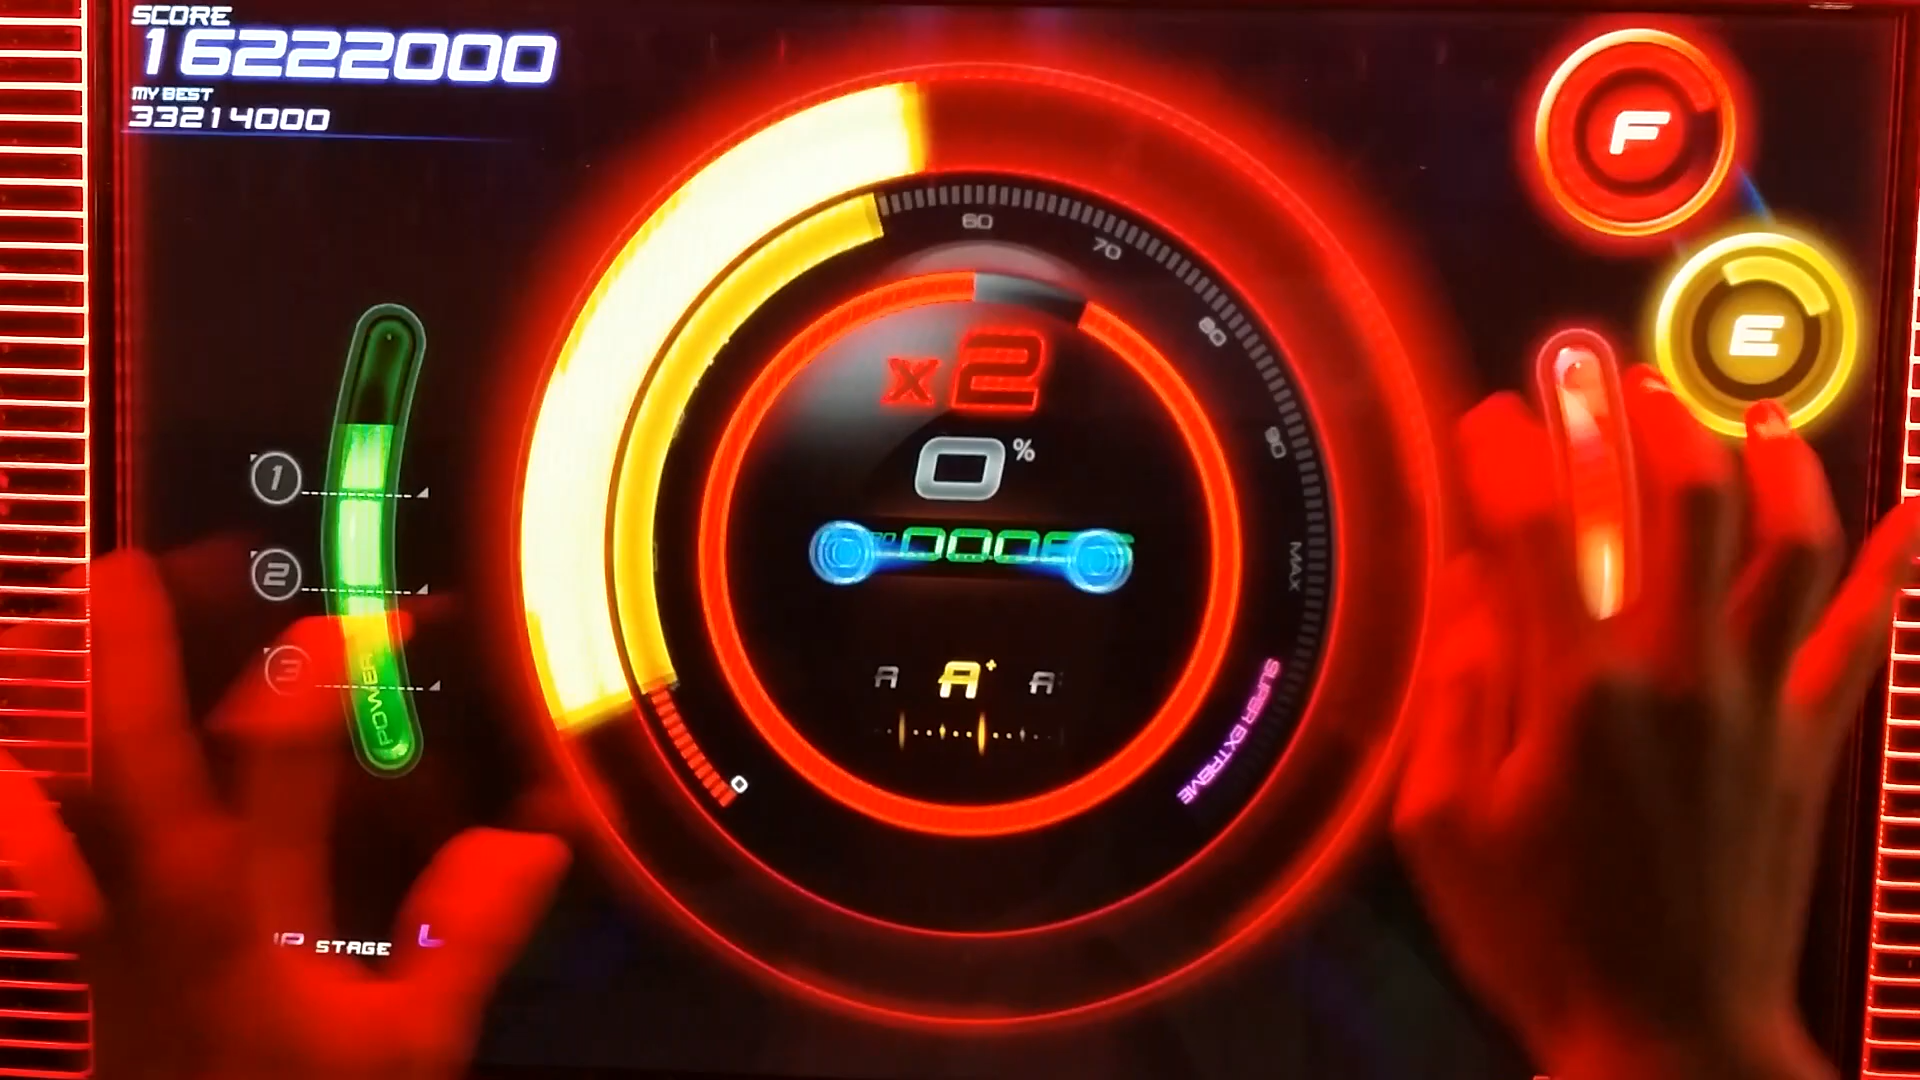 SCORE
16222000
MY BEST
33214000
F
E
60
70
80
90
MAX
x2
0%
A A+ A
0
SUPER EXTREME
1
2
3
POWER
STAGE L